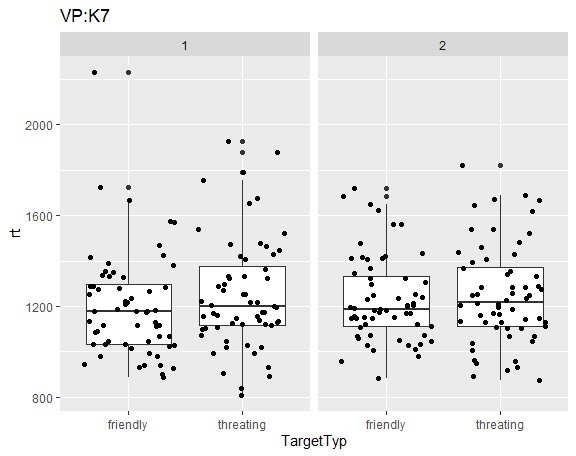 VP:K7
1 2
2000
1600
1200
800
rt
friendly threating friendly threating
TargetTyp